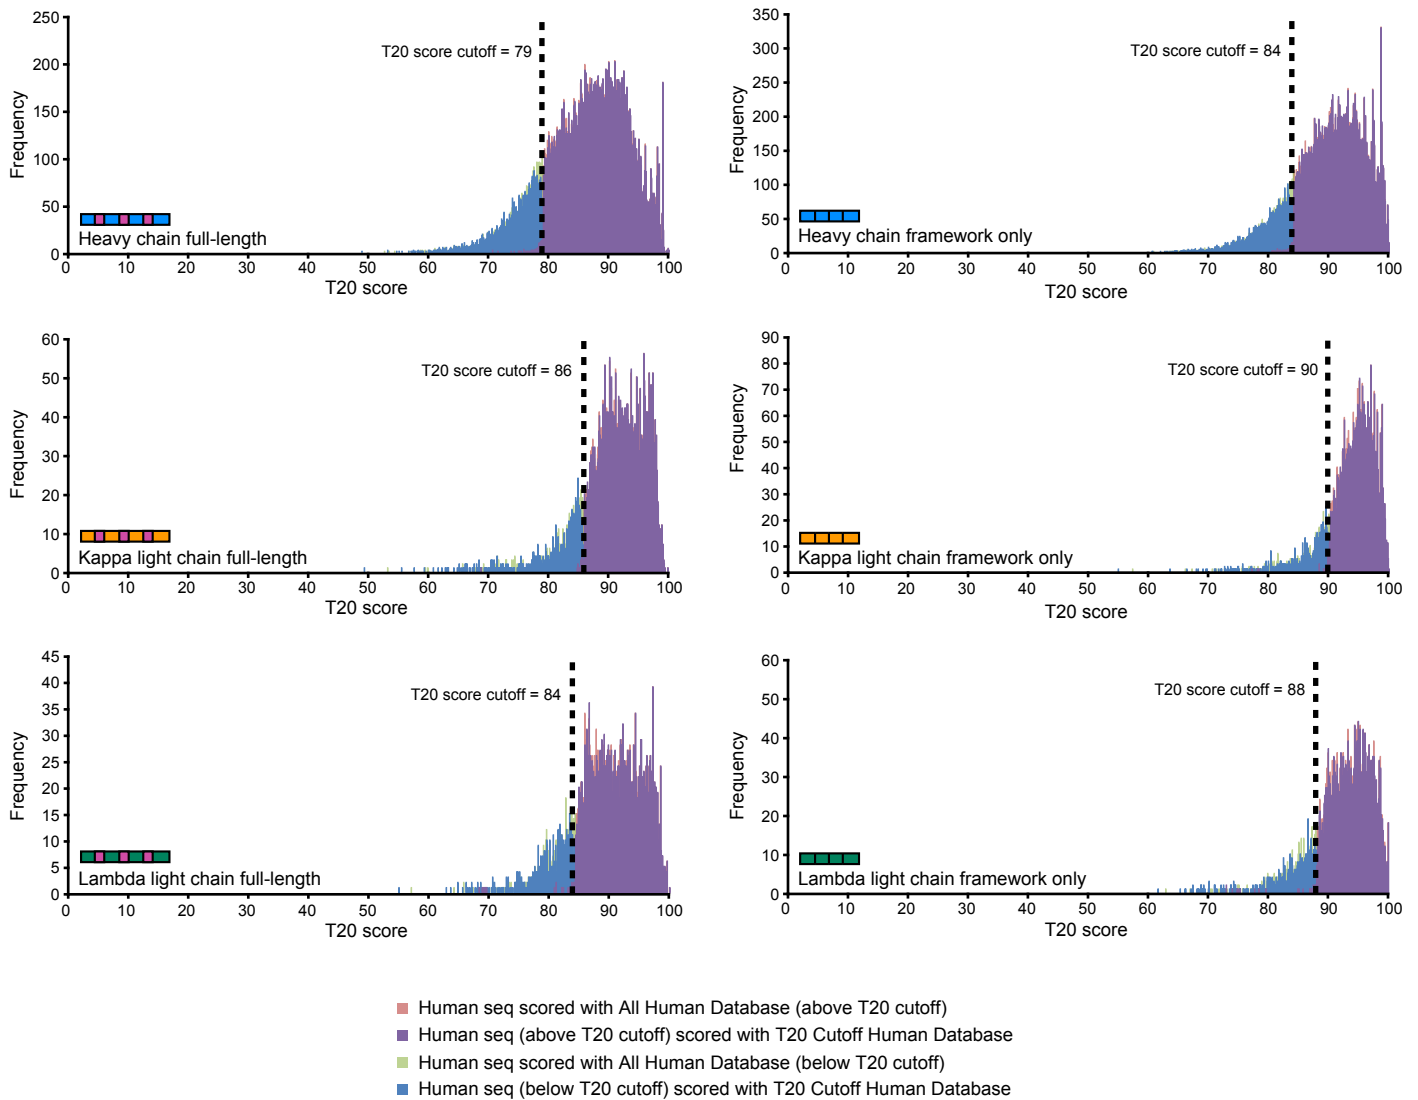 250
200
150
100
50
0
Frequency
T20 score cutoff = 79
Heavy chain full-length
0 10 20 30 40 50 60 70 80 90 100
T20 score
350
300
250
200
150
100
50
0
Frequency
T20 score cutoff = 84
Heavy chain framework only
0 10 20 30 40 50 60 70 80 90 100
T20 score
60
50
40
30
20
10
0
Frequency
T20 score cutoff = 86
Kappa light chain full-length
0 10 20 30 40 50 60 70 80 90 100
T20 score
90
80
70
60
50
40
30
20
10
0
Frequency
T20 score cutoff = 90
Kappa light chain framework only
0 10 20 30 40 50 60 70 80 90 100
T20 score
45
40
35
30
25
20
15
10
5
0
Frequency
T20 score cutoff = 84
Lambda light chain full-length
0 10 20 30 40 50 60 70 80 90 100
T20 score
60
50
40
30
20
10
0
Frequency
T20 score cutoff = 88
Lambda light chain framework only
0 10 20 30 40 50 60 70 80 90 100
T20 score
Human seq scored with All Human Database (above T20 cutoff)
Human seq (above T20 cutoff) scored with T20 Cutoff Human Database
Human seq scored with All Human Database (below T20 cutoff)
Human seq (below T20 cutoff) scored with T20 Cutoff Human Database